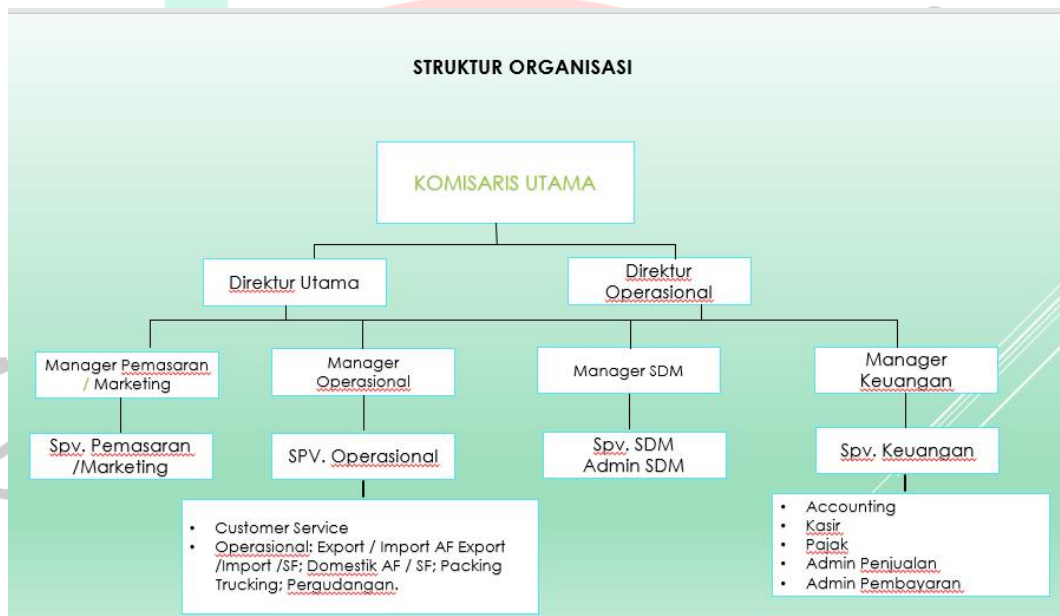 STRUKTUR ORGANISASI
KOMISARIS UTAMA
Direktur Utama
Direktur
Operasional
Manager Pemasaran
/ Marketing
Manager
Operasional
Manager SDM
Manager
Keuangan
Spv. Pemasaran
/Marketing
SPV. Operasional
Spv. SDM
Admin SDM
Spv. Keuangan
• Customer Service
• Operasional: Export / Import AF Export
/Import /SF; Domestik AF / SF; Packing
Trucking; Pergudangan.
• Accounting
• Kasir
• Pajak
• Admin Penjualan
• Admin Pembayaran